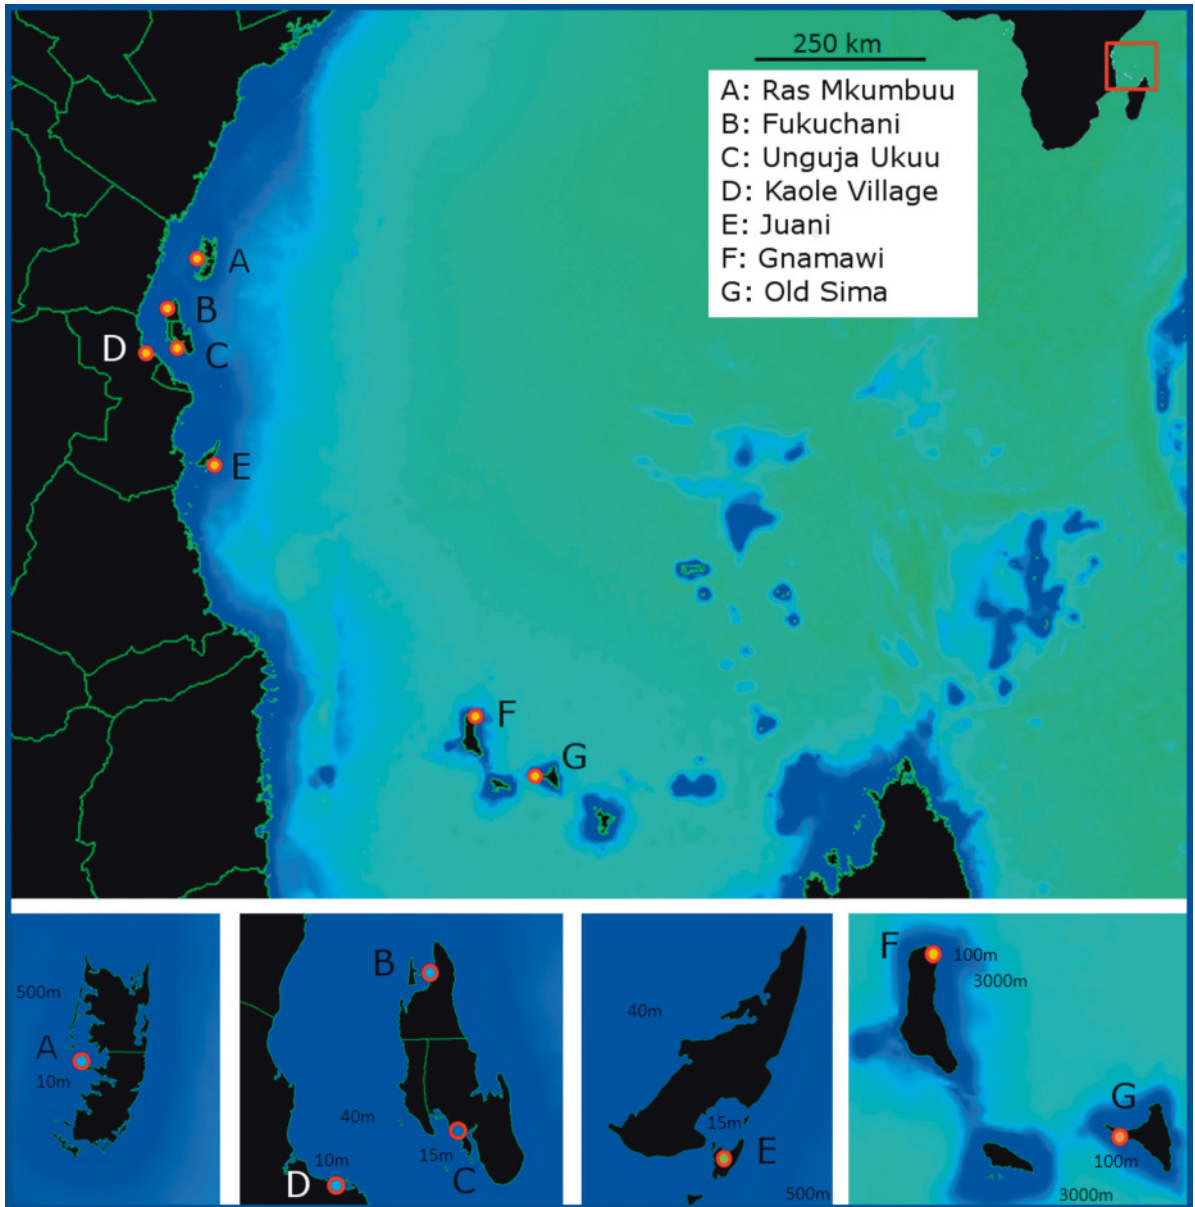 250 km
A: Ras Mkumbuu
B: Fukuchani
C: Unguja Ukuu
D: Kaole Village
E: Juani
F: Gnamawi
G: Old Sima
A
B
D
C
E
F
G
500m
A
10m
B
40m
15m
10m
D
C
40m
15m
E
500m
F
100m
3000m
G
100m
3000m